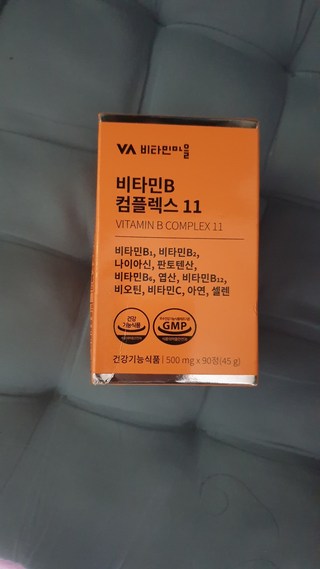 VA 비타민마을
비타민B
컴플렉스 11
VITAMIN B COMPLEX 11
비타민B₁, 비타민B₂,
나이아신, 판토텐산,
비타민B₆, 엽산, 비타민B₁₂,
비오틴, 비타민C, 아연, 셀렌
건강
기능식품
GMP
건강기능식품 | 500 mg x 90정(45 g)